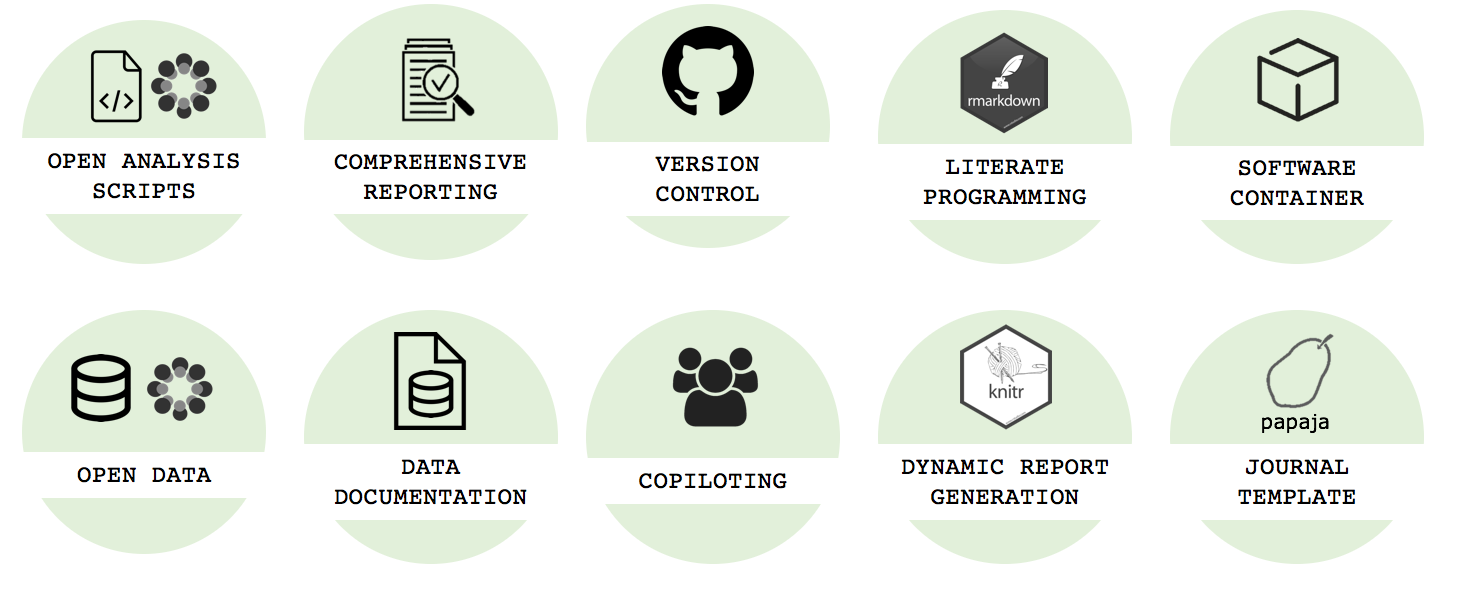 </>
OPEN ANALYSIS
SCRIPTS
COMPREHENSIVE
REPORTING
VERSION
CONTROL
rmarkdown
LITERATE
PROGRAMMING
SOFTWARE
CONTAINER
OPEN DATA
DATA
DOCUMENTATION
COPILOTING
knitr
DYNAMIC REPORT
GENERATION
papaja
JOURNAL
TEMPLATE